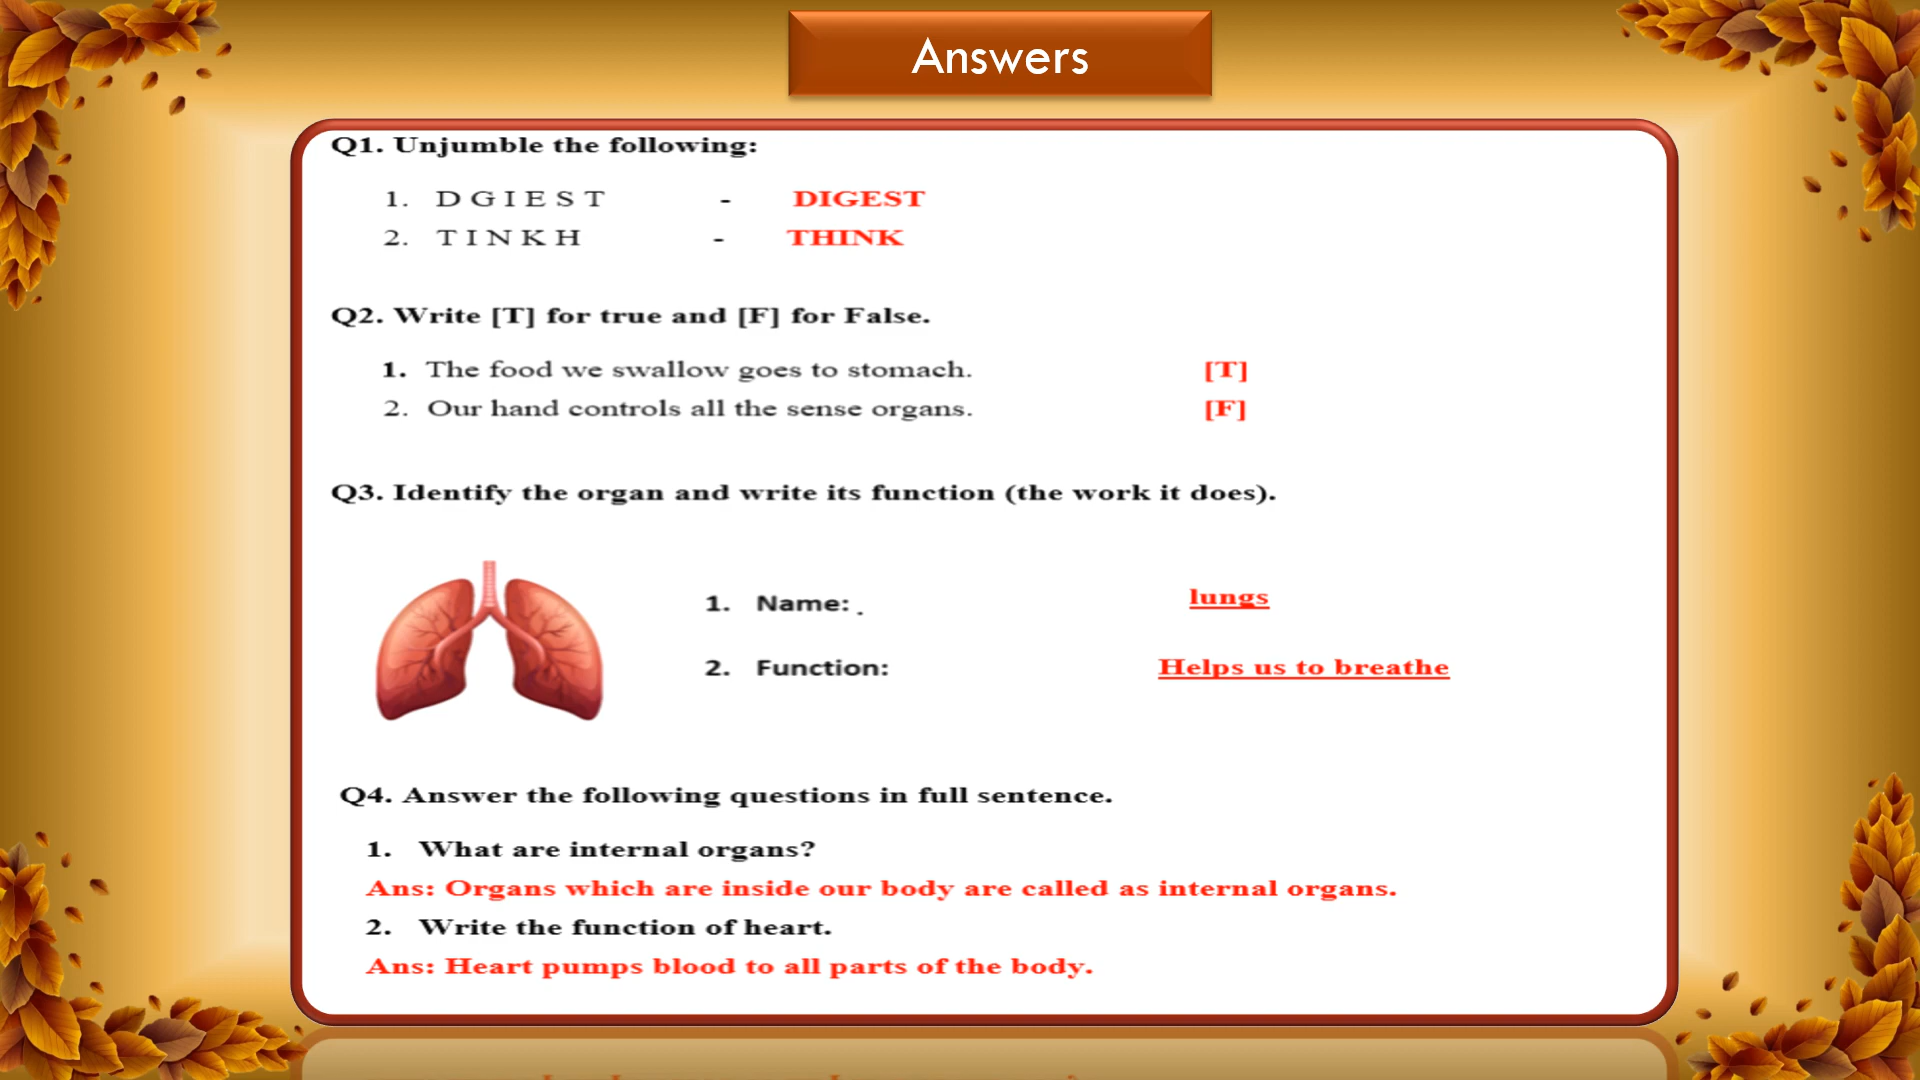 Answers
Q1. Unjumble the following:
1. D G I E S T - DIGEST
2. T I N K H - THINK
Q2. Write [T] for true and [F] for False.
1. The food we swallow goes to stomach. [T]
2. Our hand controls all the sense organs. [F]
Q3. Identify the organ and write its function (the work it does).
1. Name: . lungs
2. Function: Helps us to breathe
Q4. Answer the following questions in full sentence.
1. What are internal organs?
Ans: Organs which are inside our body are called as internal organs.
2. Write the function of heart.
Ans: Heart pumps blood to all parts of the body.